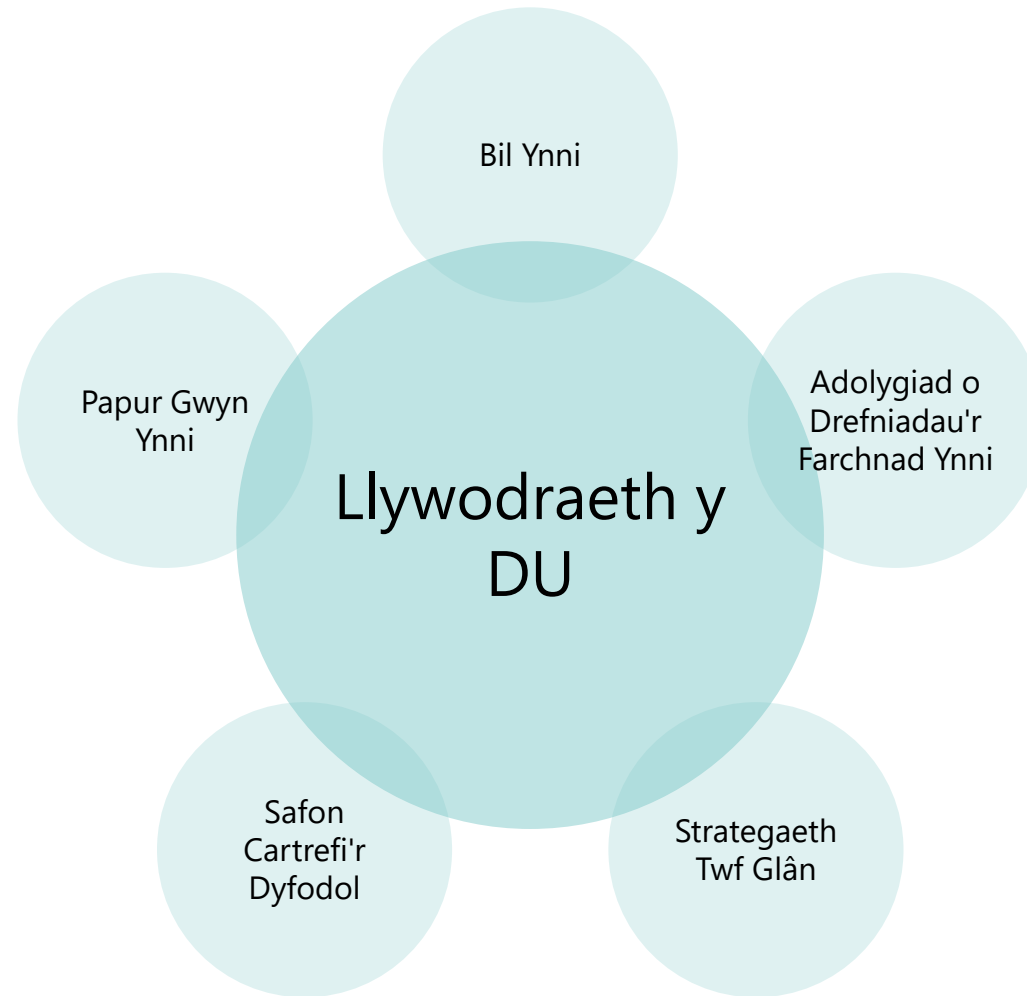 Bil Ynni
Adolygiad o
Drefniadau'r
Farchnad Ynni
Papur Gwyn
Ynni
Llywodraeth y
DU
Safon
Cartrefi'r
Dyfodol
Strategaeth
Twf Glân